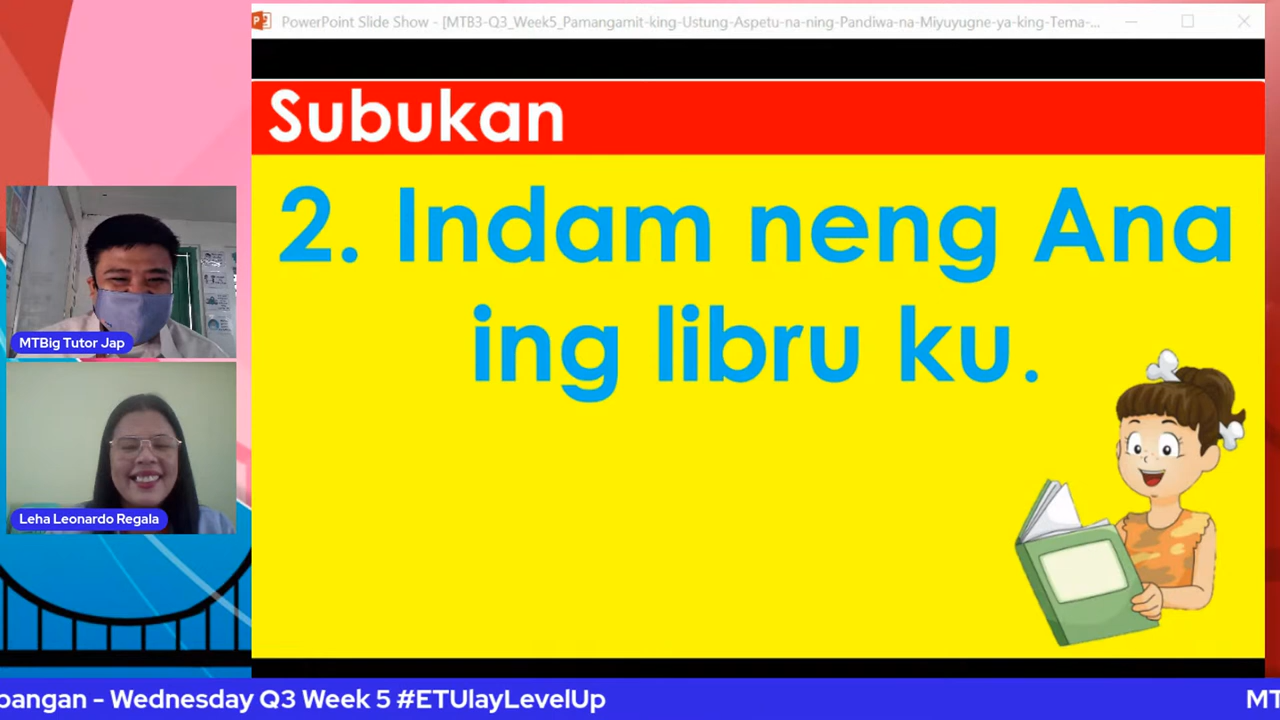 PowerPoint Slide Show - [MTB3-Q3_Week5_Pamangamit-king-Ustung-Aspetu-na-ning-Pandiwa-na-Miyuyugne-ya-king-Tema-...
Subukan
2. Indam neng Ana
ing libru ku.
MTBig Tutor Jap
Leha Leonardo Regala
pangan - Wednesday Q3 Week 5 #ETUlayLevelUp
MT